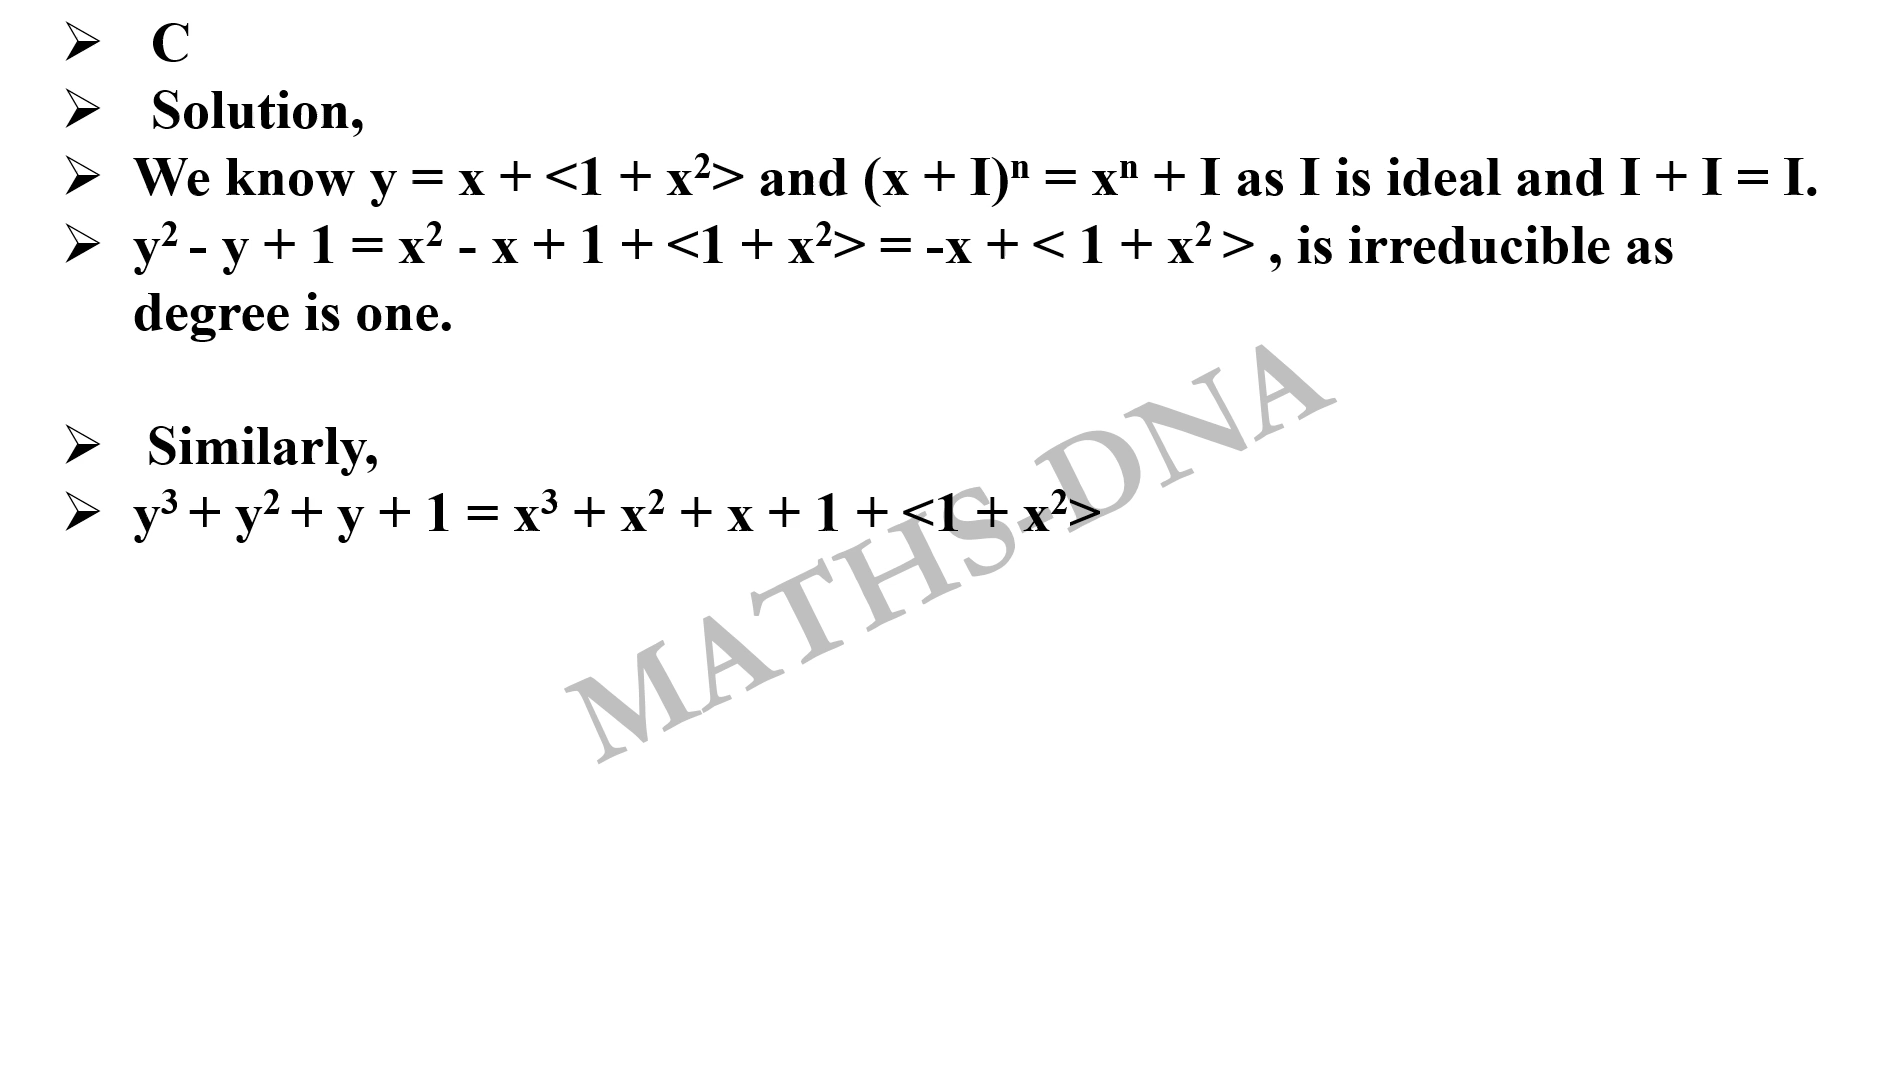 ➢ C
➢ Solution,
➢ We know y = x + <1 + x²> and (x + I)ⁿ = xⁿ + I as I is ideal and I + I = I.
➢ y² - y + 1 = x² - x + 1 + <1 + x²> = -x + < 1 + x² > , is irreducible as
degree is one.
➢ Similarly,
➢ y³ + y² + y + 1 = x³ + x² + x + 1 + <1 + x²>
MATHS-DNA